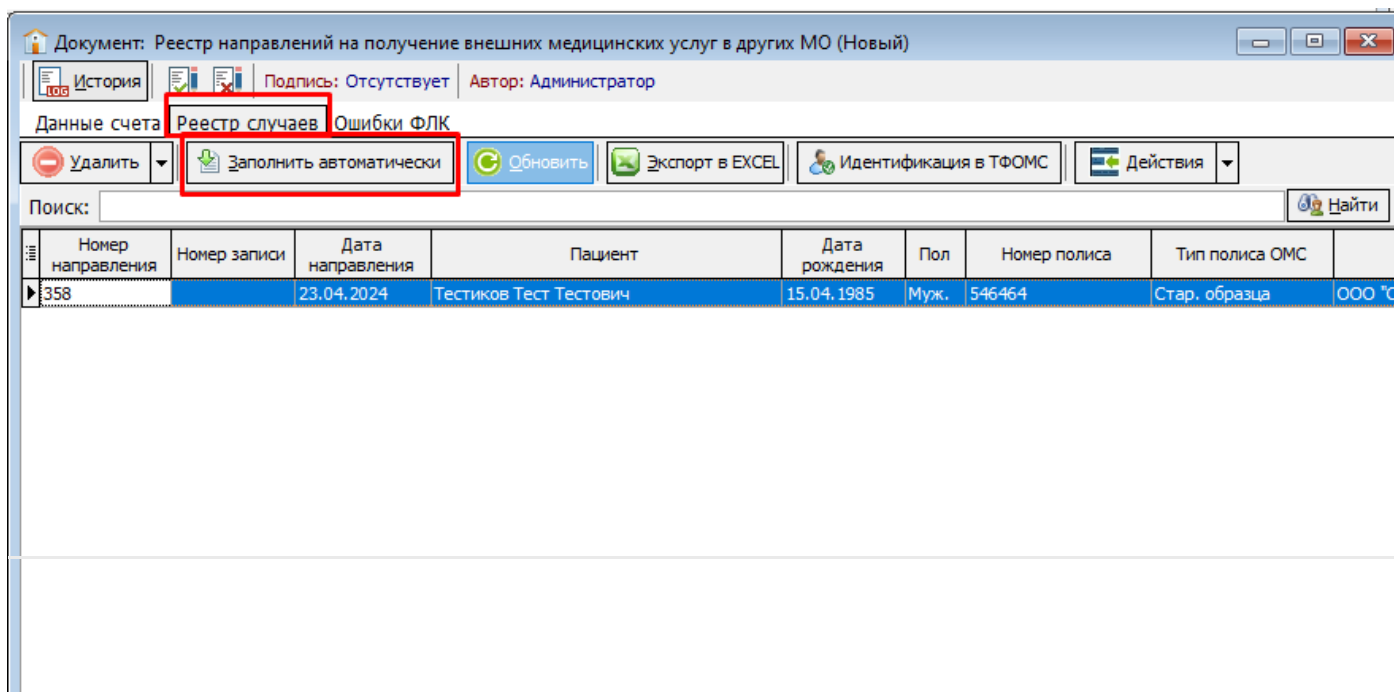 Документ: Реестр направлений на получение внешних медицинских услуг в других МО (Новый)
LOG История Подпись: Отсутствует Автор: Администратор
Данные счета Реестр случаев Ошибки ФЛК
Удалить Заполнить автоматически Обновить Экспорт в EXCEL Идентификация в ТФОМС Действия
Поиск: Найти
Номер направления Номер записи Дата направления Пациент Дата рождения Пол Номер полиса Тип полиса ОМС
358 23.04.2024 Тестиков Тест Тестович 15.04.1985 Муж. 546464 Стар. образца ООО